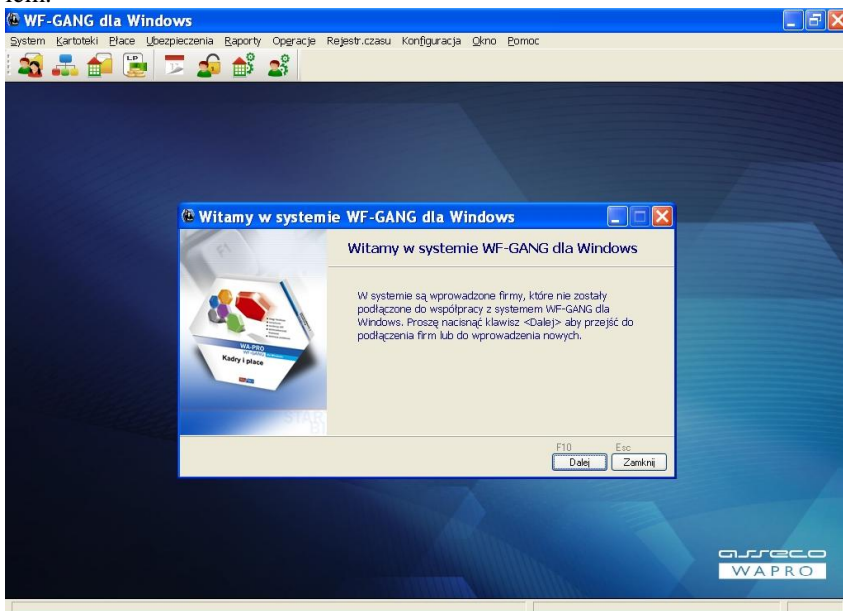 WF-GANG dla Windows
System Kartoteki Płace Ubezpieczenia Raporty Operacje Rejestr.czasu Konfiguracja Okno Pomoc
LP
Witamy w systemie WF-GANG dla Windows
Witamy w systemie WF-GANG dla Windows
F1
W systemie są wprowadzone firmy, które nie zostały
podłączone do współpracy z systemem WF-GANG dla
Windows. Proszę nacisnąć klawisz <Dalej> aby przejść do
podłączenia firm lub do wprowadzenia nowych.
WA-PRO
Kadry i płace
F10 Esc
Dalej Zamknij
asseco
WAPRO